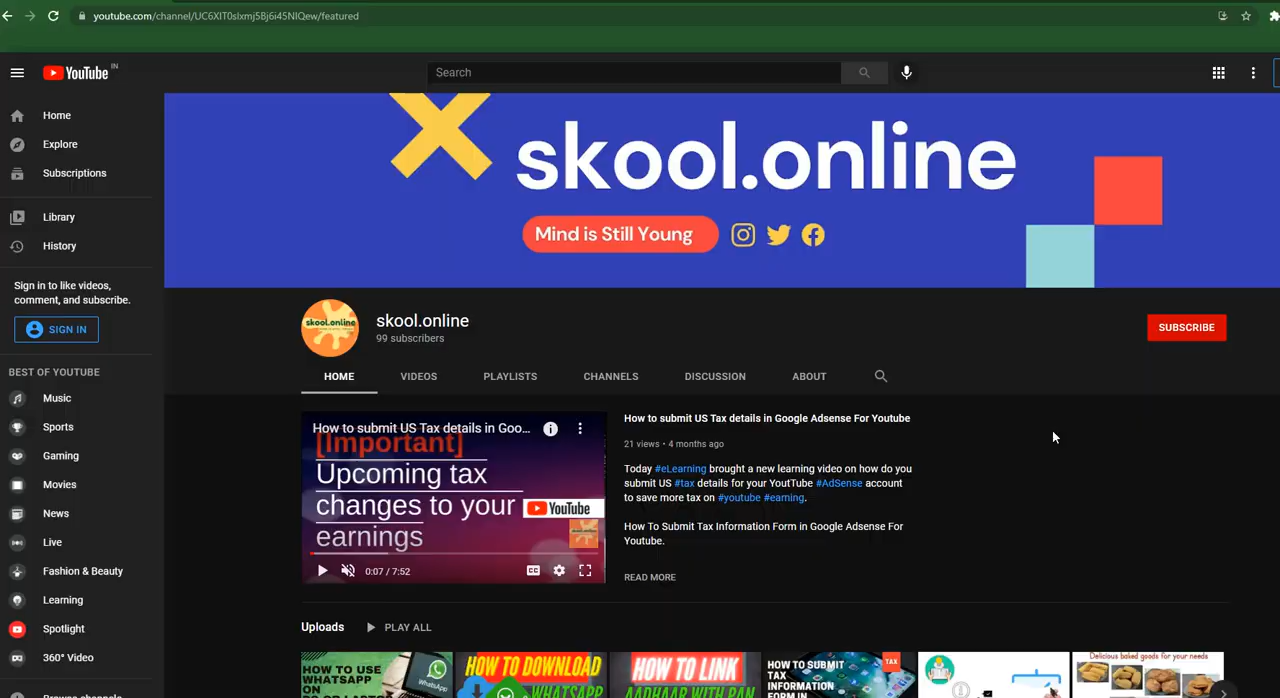 youtube.com/channel/UC6XIT0sIxmj5Bj6i45NIQew/featured
YouTube IN
Search
Home
Explore
Subscriptions
Library
History
Sign in to like videos,
comment, and subscribe.
SIGN IN
BEST OF YOUTUBE
Music
Sports
Gaming
Movies
News
Live
Fashion & Beauty
Learning
Spotlight
360° Video
Browse channels
skool.online
Mind is Still Young
skool.online
skool.online
99 subscribers
SUBSCRIBE
HOME
VIDEOS
PLAYLISTS
CHANNELS
DISCUSSION
ABOUT
How to submit US Tax details in Goo...
[Important]
Upcoming tax
changes to your
YouTube
earnings
0:07 / 7:52
How to submit US Tax details in Google Adsense For Youtube
21 views • 4 months ago
Today #eLearning brought a new learning video on how do you
submit US #tax details for your YoutTube #AdSense account
to save more tax on #youtube #earning.
How To Submit Tax Information Form in Google Adsense For
Youtube.
READ MORE
Uploads
PLAY ALL
HOW TO USE
WHATSAPP
ON
WhatsApp
HOW TO DOWNLOAD
WHATSAPP
HOW TO LINK
AADHAAR WITH PAN
HOW TO SUBMIT
TAX
INFORMATION
FORM IN
TAX
Delicious baked goods for your needs